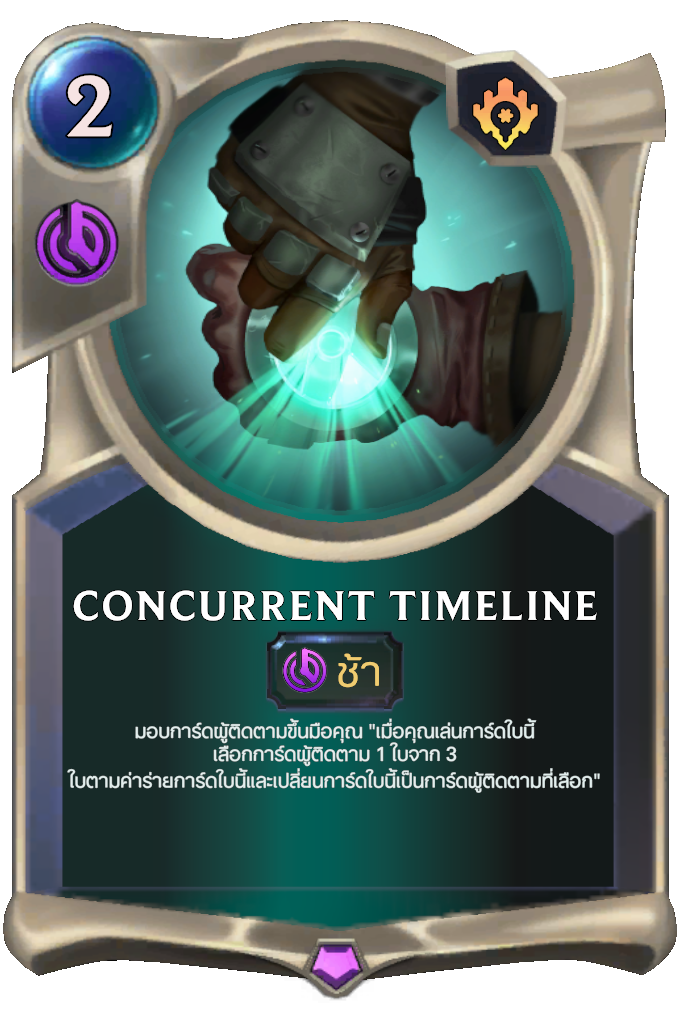 2
CONCURRENT TIMELINE
ช้า
มอบการ์ดผู้ติดตามขึ้นมือคุณ "เมื่อคุณเล่นการ์ดใบนี้
เลือกการ์ดผู้ติดตาม 1 ใบจาก 3
ใบตามค่าร่ายการ์ดใบนี้และเปลี่ยนการ์ดใบนี้เป็นการ์ดผู้ติดตามที่เลือก"